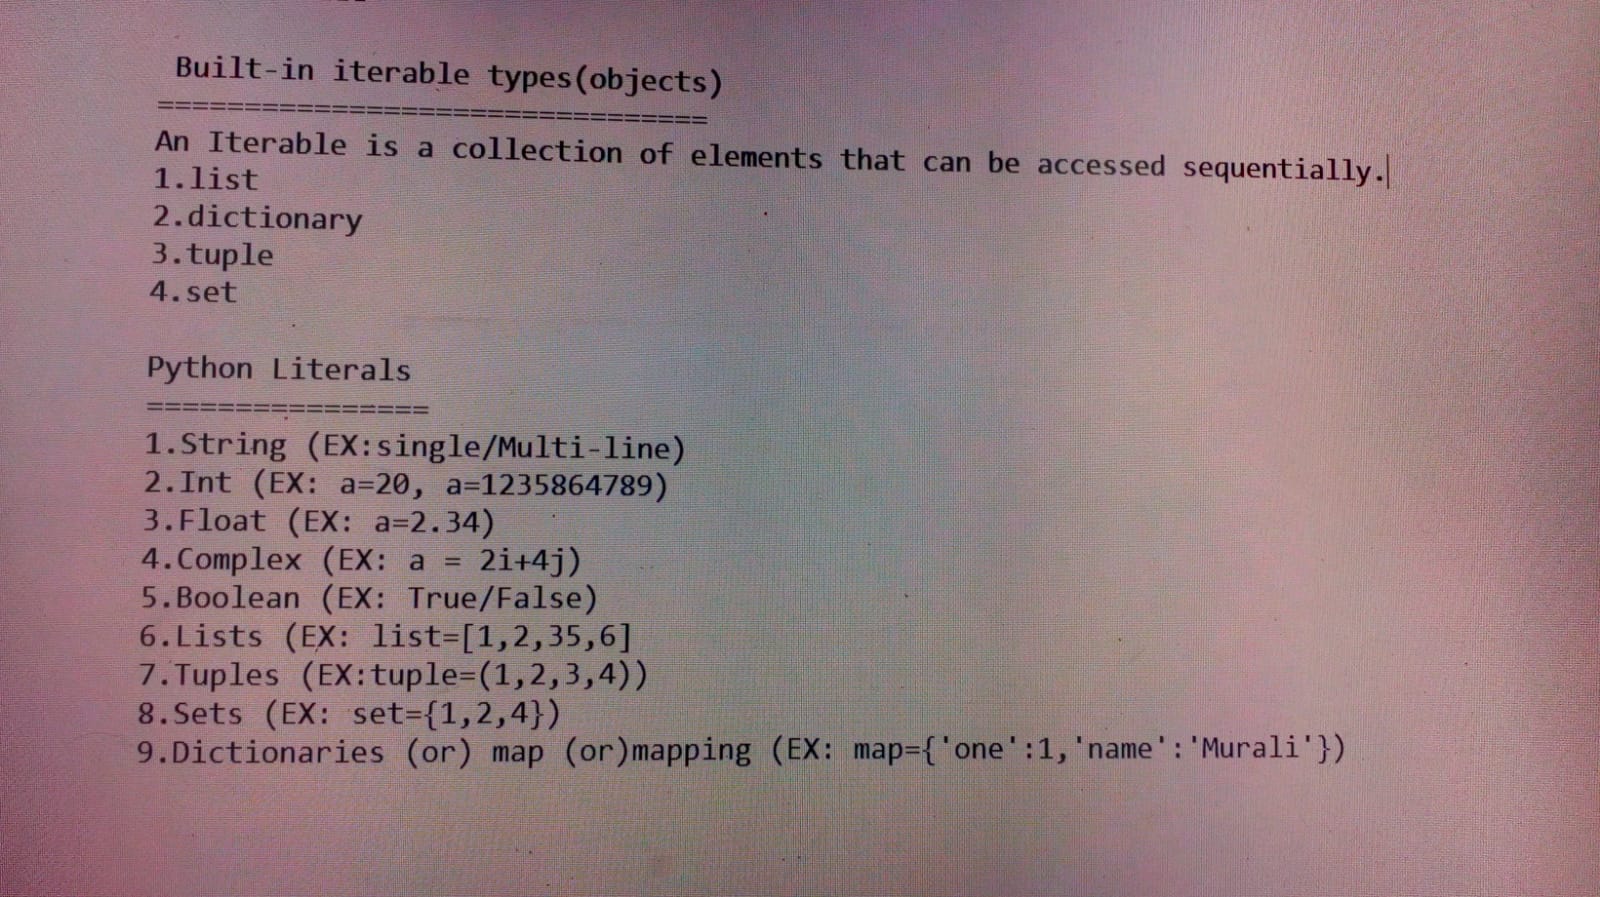 Built-in iterable types(objects)
===============================
An Iterable is a collection of elements that can be accessed sequentially.
1.list
2.dictionary
3.tuple
4.set
Python Literals
================
1.String (EX:single/Multi-line)
2.Int (EX: a=20, a=1235864789)
3.Float (EX: a=2.34)
4.Complex (EX: a = 2i+4j)
5.Boolean (EX: True/False)
6.Lists (EX: list=[1,2,35,6]
7.Tuples (EX:tuple=(1,2,3,4))
8.Sets (EX: set={1,2,4})
9.Dictionaries (or) map (or)mapping (EX: map={'one':1,'name':'Murali'})